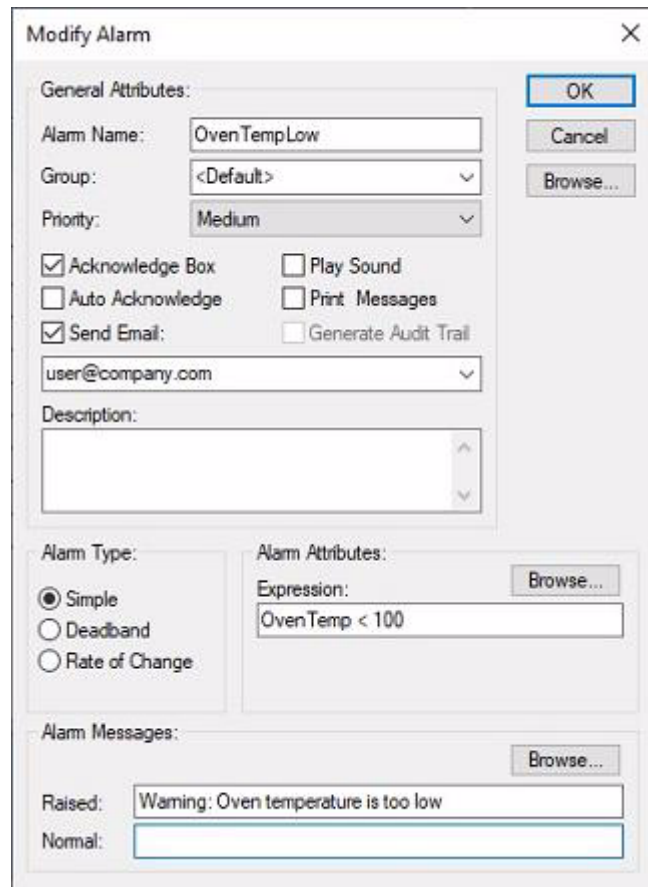 Modify Alarm
General Attributes:
OK
Alarm Name: OvenTempLow
Cancel
Group: <Default>
Browse...
Priority: Medium
Acknowledge Box Play Sound
Auto Acknowledge Print Messages
Send Email: Generate Audit Trail
user@company.com
Description:
Alarm Type:
Simple
Deadband
Rate of Change
Alarm Attributes:
Browse...
Expression:
OvenTemp < 100
Alarm Messages:
Browse...
Raised: Warning: Oven temperature is too low
Normal: